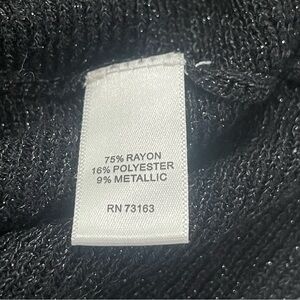 75% RAYON
16% POLYESTER
9% METALLIC
RN 73163